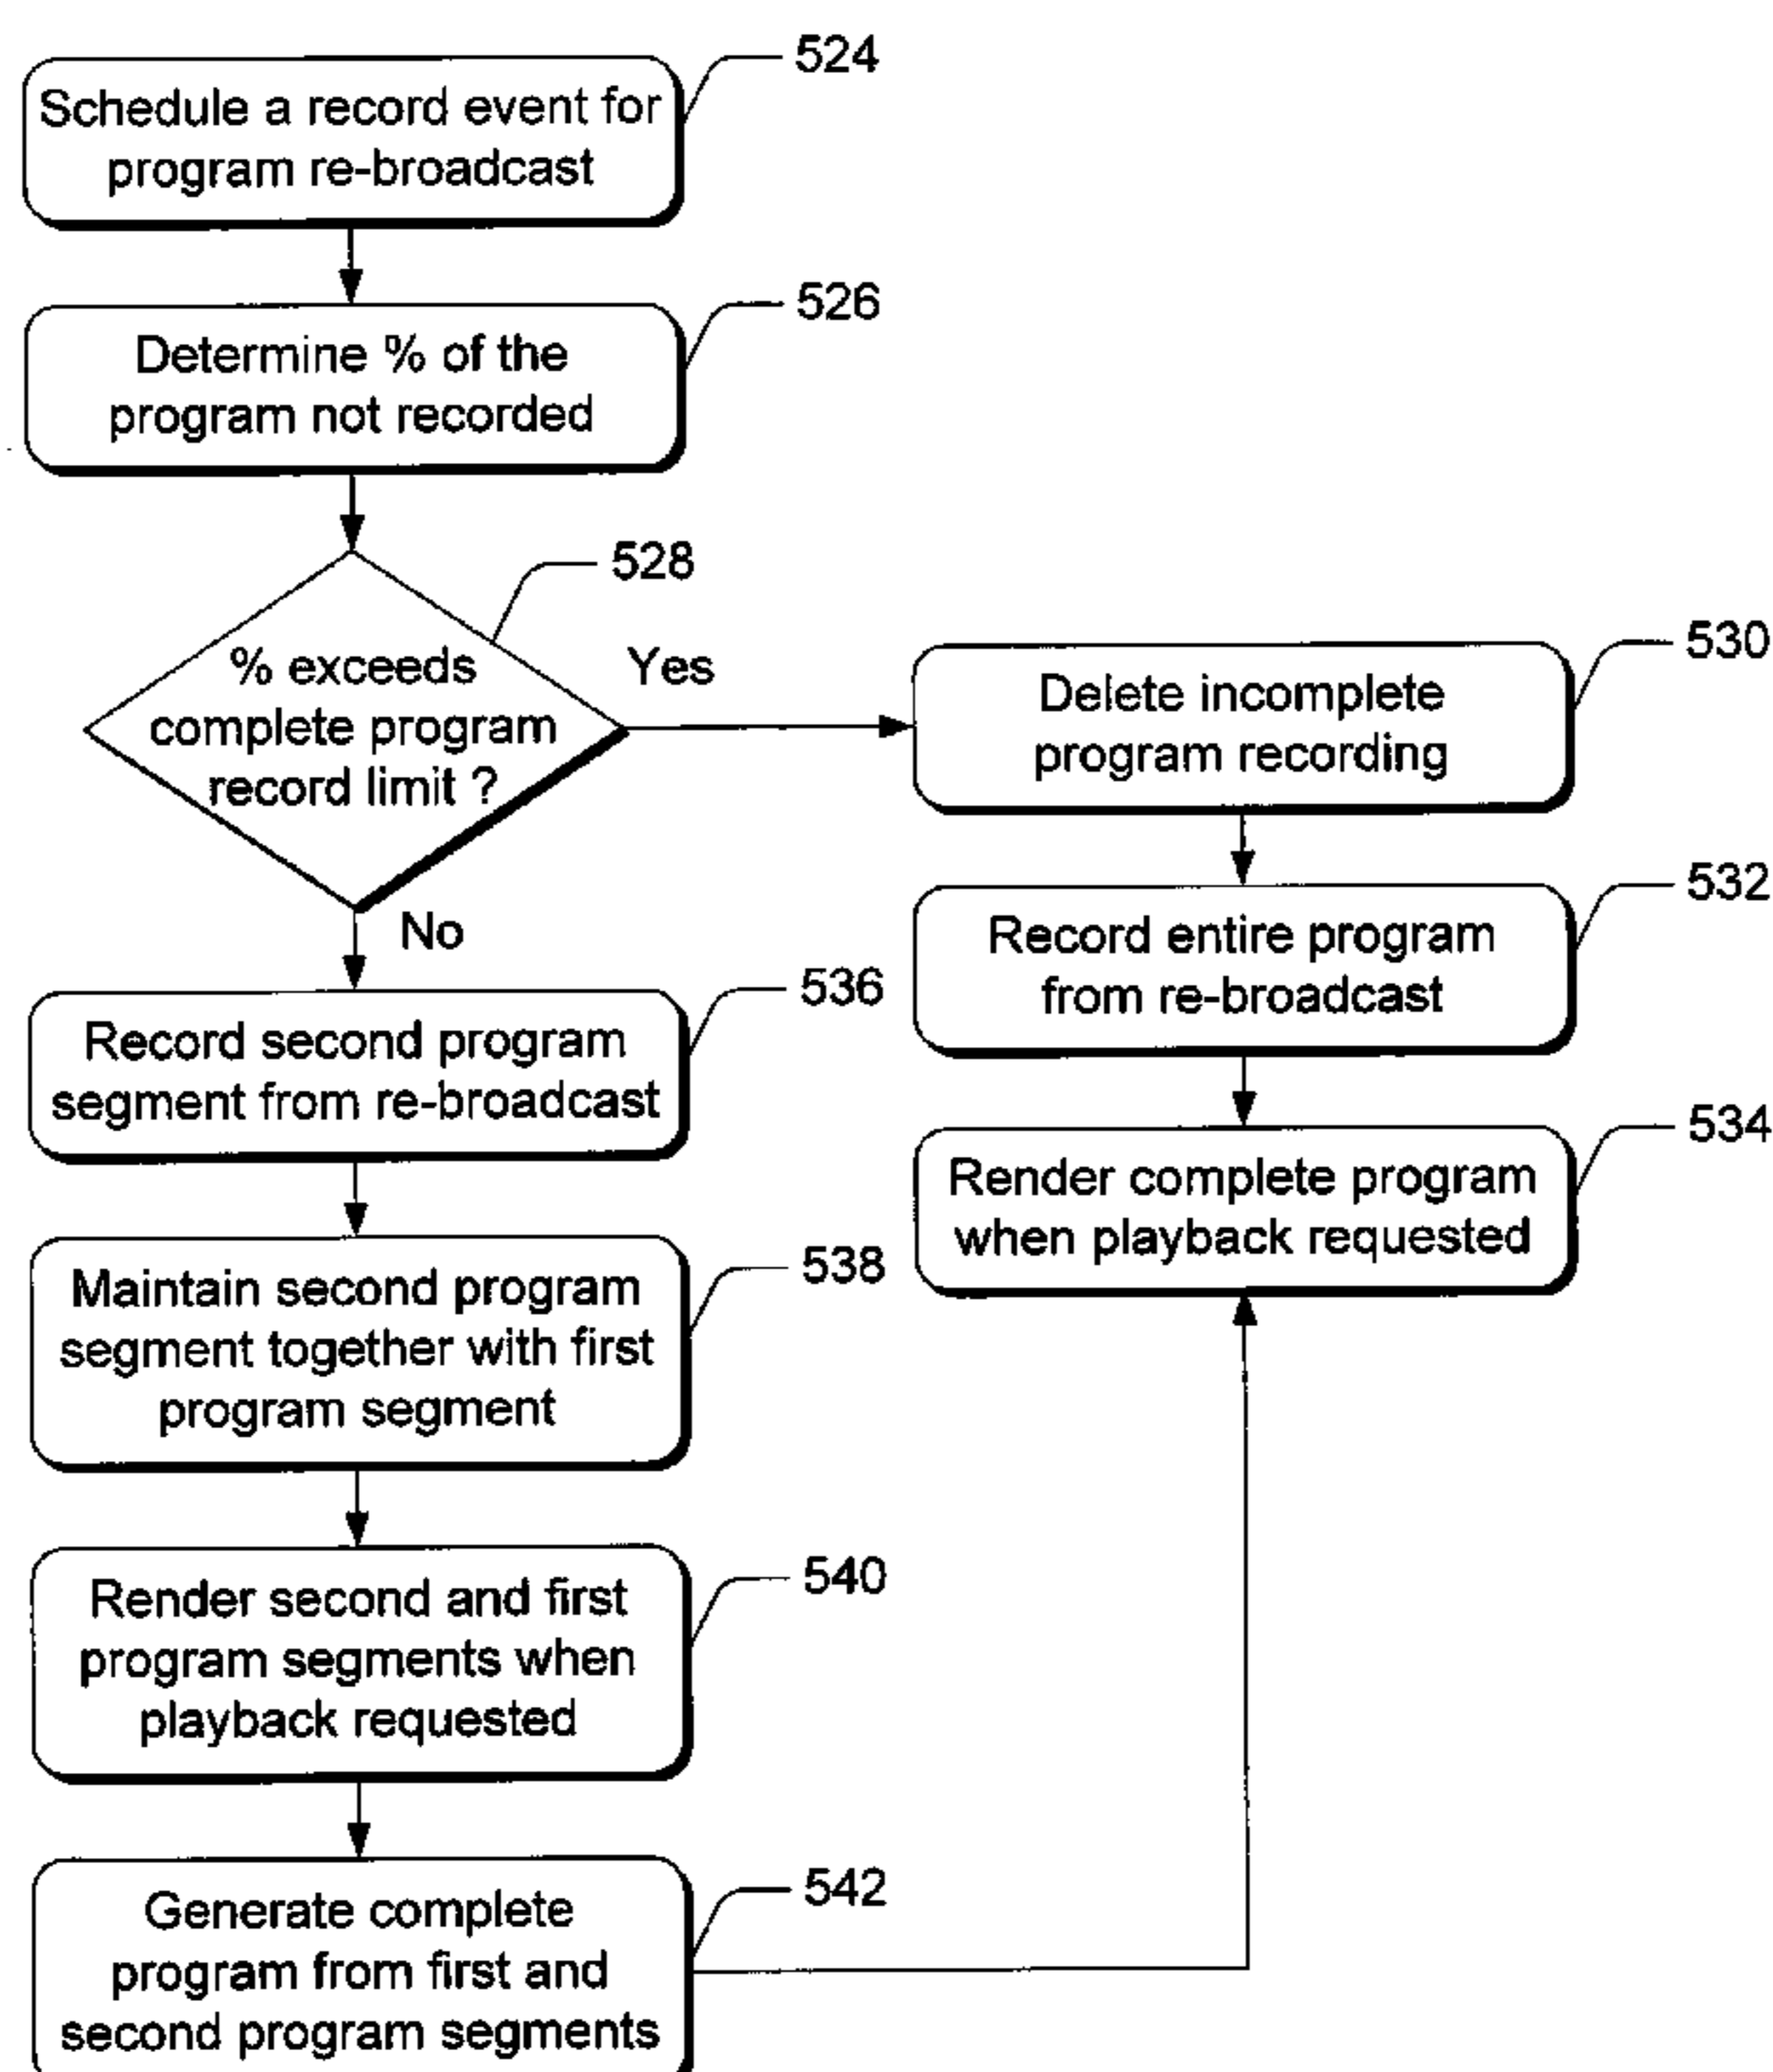 524
Schedule a record event for
program re-broadcast
526
Determine % of the
program not recorded
528
% exceeds
complete program
record limit ?
Yes
No
530
Delete incomplete
program recording
532
Record entire program
from re-broadcast
534
Render complete program
when playback requested
536
Record second program
segment from re-broadcast
538
Maintain second program
segment together with first
program segment
540
Render second and first
program segments when
playback requested
542
Generate complete
program from first and
second program segments